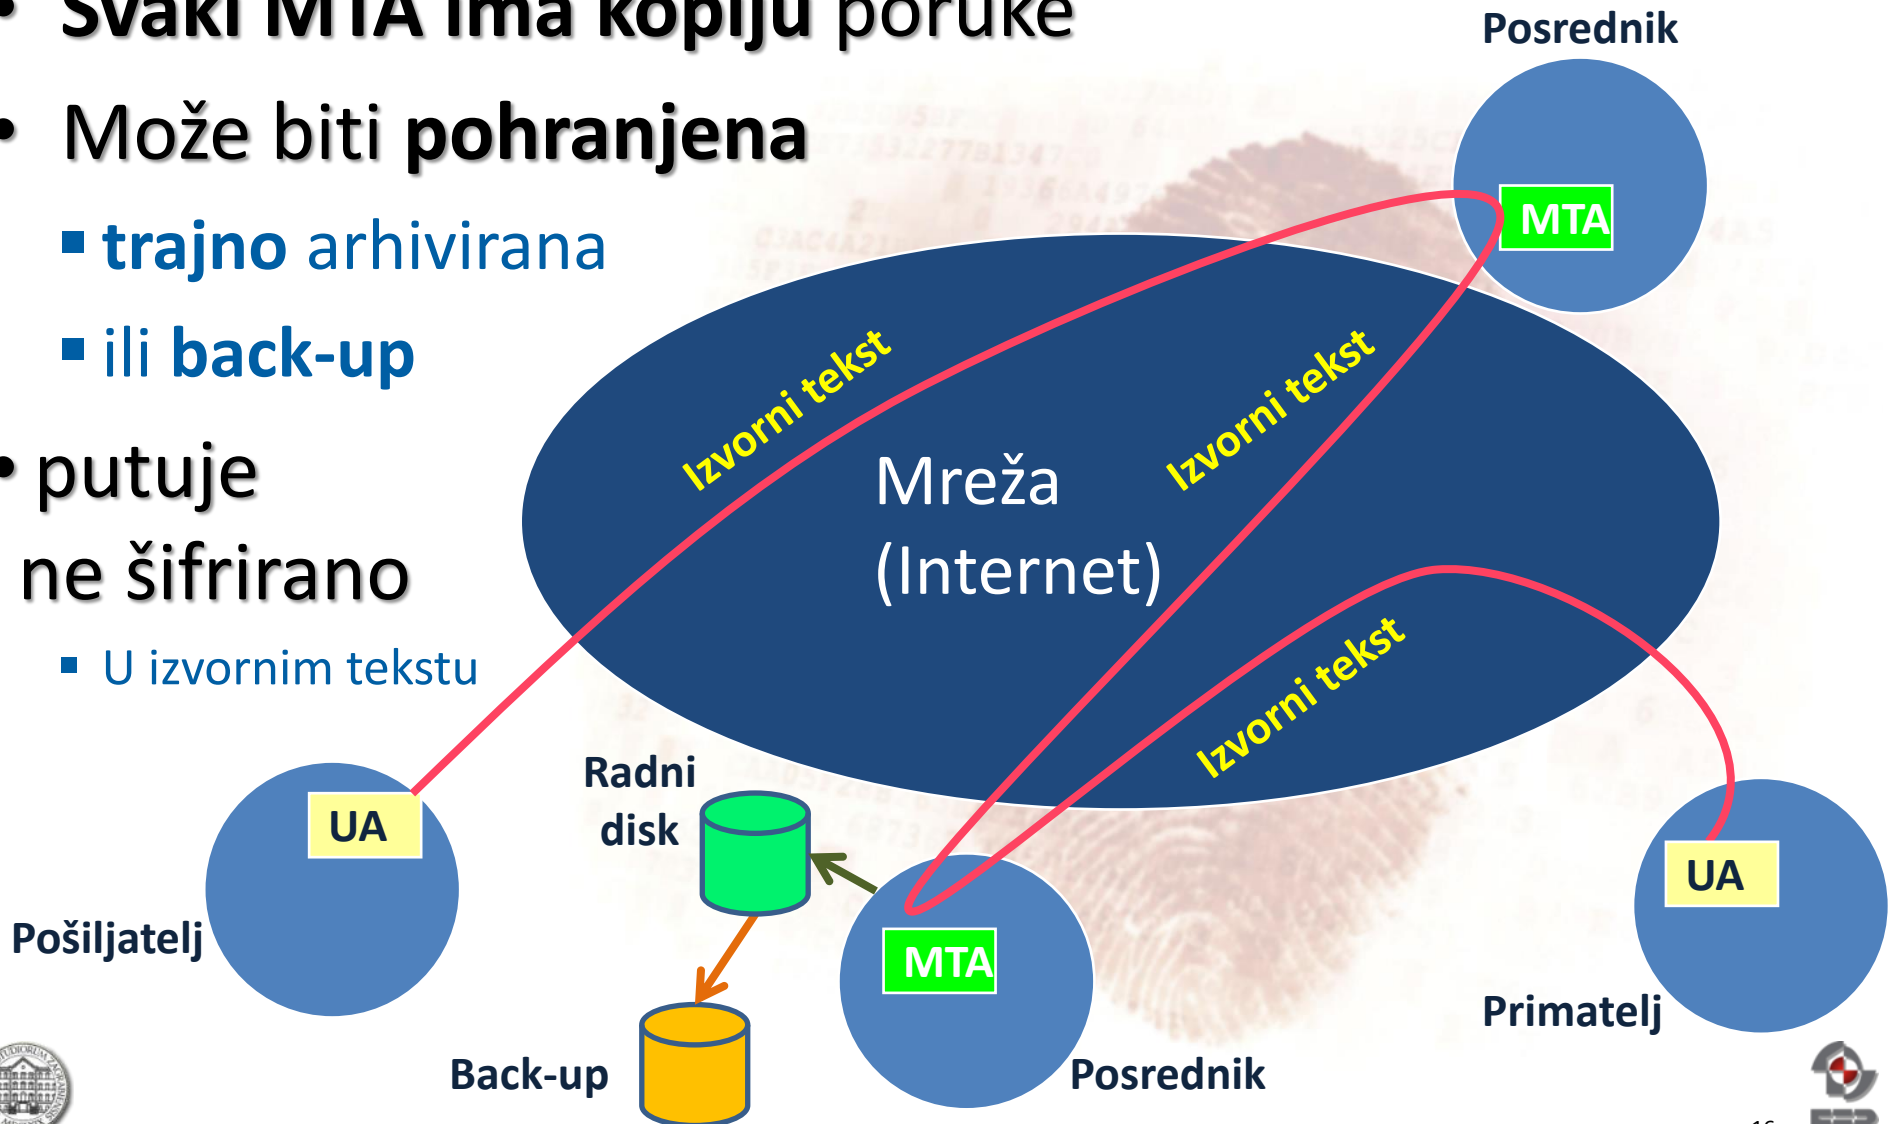 • Svaki MTA ima kopiju poruke
• Može biti pohranjena
▪ trajno arhivirana
▪ ili back-up
• putuje
ne šifrirano
▪ U izvornim tekstu
Posrednik
MTA
Izvorni tekst
Izvorni tekst
Mreža
(Internet)
Izvorni tekst
Radni
disk
UA
UA
Pošiljatelj
MTA
Primatelj
Back-up
Posrednik